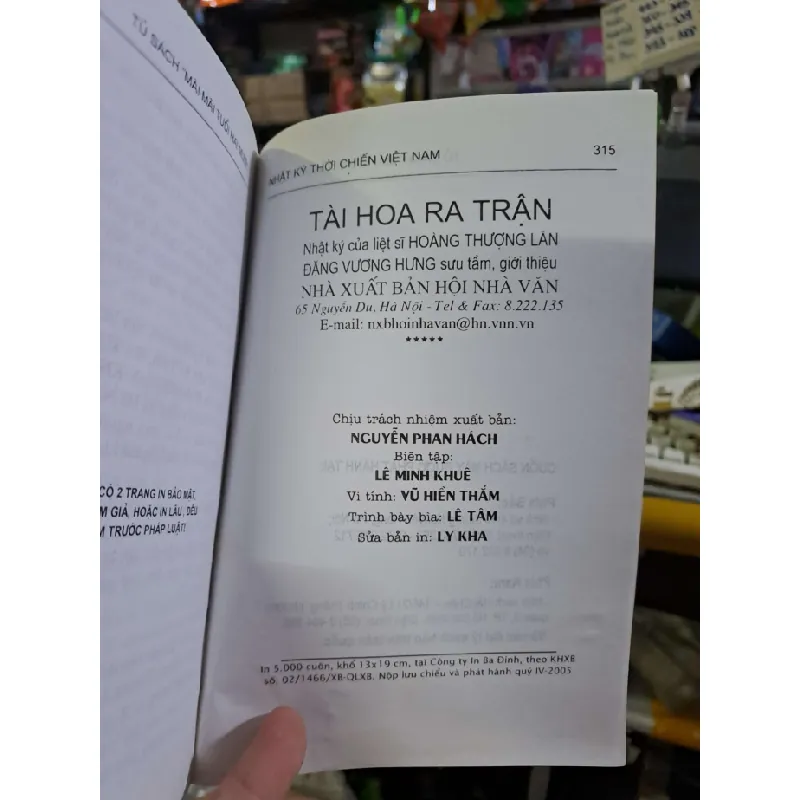 TỦ SÁCH "MÃI MÃI TUỔI HAI MƯƠI
CÓ 2 TRANG IN BẢO MẬT,
M GIẢ, HOẶC IN LẬU, ĐỀU
M TRƯỚC PHÁP LUẬT!
NHẬT KÝ THỜI CHIẾN VIỆT NAM
315
TÀI HOA RA TRẬN
Nhật ký của liệt sĩ HOÀNG THƯỢNG LÂN
ĐẶNG VƯƠNG HƯNG sưu tầm, giới thiệu
NHÀ XUẤT BẢN HỘI NHÀ VĂN
65 Nguyễn Du, Hà Nội - Tel & Fax: 8.222.135
E-mail: nxbhoinhavan@hn.vnn.vn
*****
Chịu trách nhiệm xuất bản:
NGUYỄN PHAN HÁCH
Biên tập:
LÊ MINH KHUÊ
Vi tính: VŨ HIỂN THẮM
Trình bày bìa: LÊ TÂM
Sửa bản in: LY KHA
In 5.000 cuốn, khổ 13x19 cm, tại Công ty In Ba Đình, theo KHXB
số: 02/1466/XB-QLXB. Nộp lưu chiểu và phát hành quý IV-2005